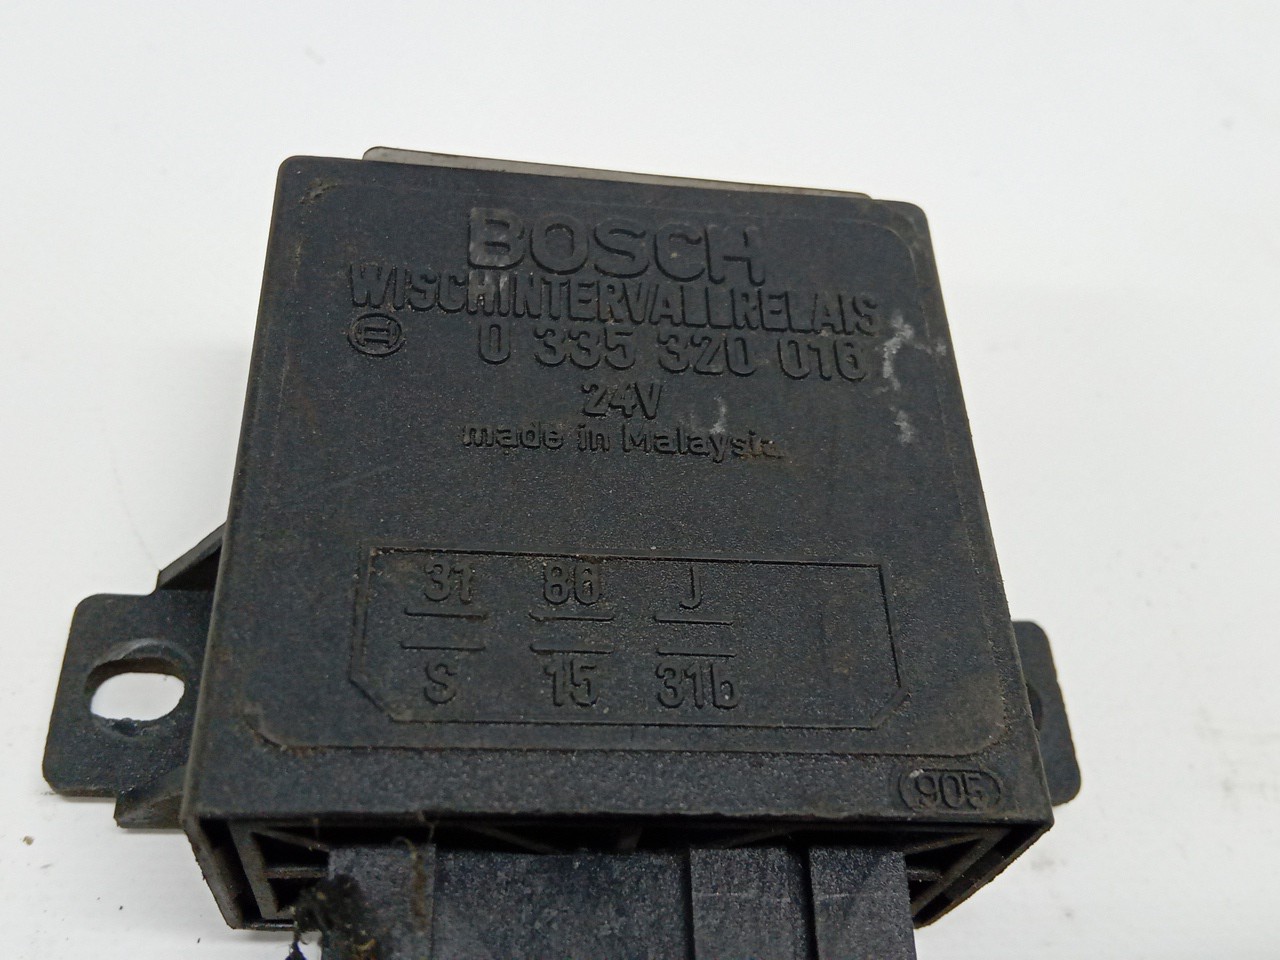 BOSCH
WISCHINTERVALLRELAIS
0 335 320 016
24V
made in Malaysia
31 86 J
S 15 31b
905